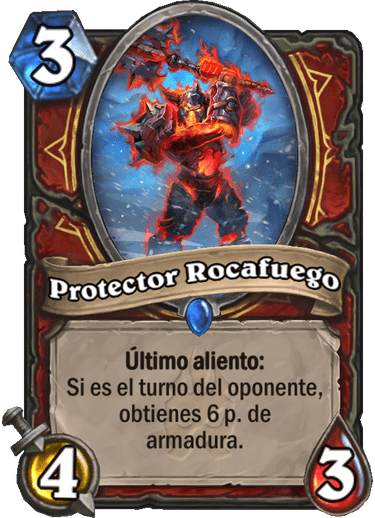 3
Protector Rocafuego
Último aliento:
Si es el turno del oponente,
obtienes 6 p. de
armadura.
4
3